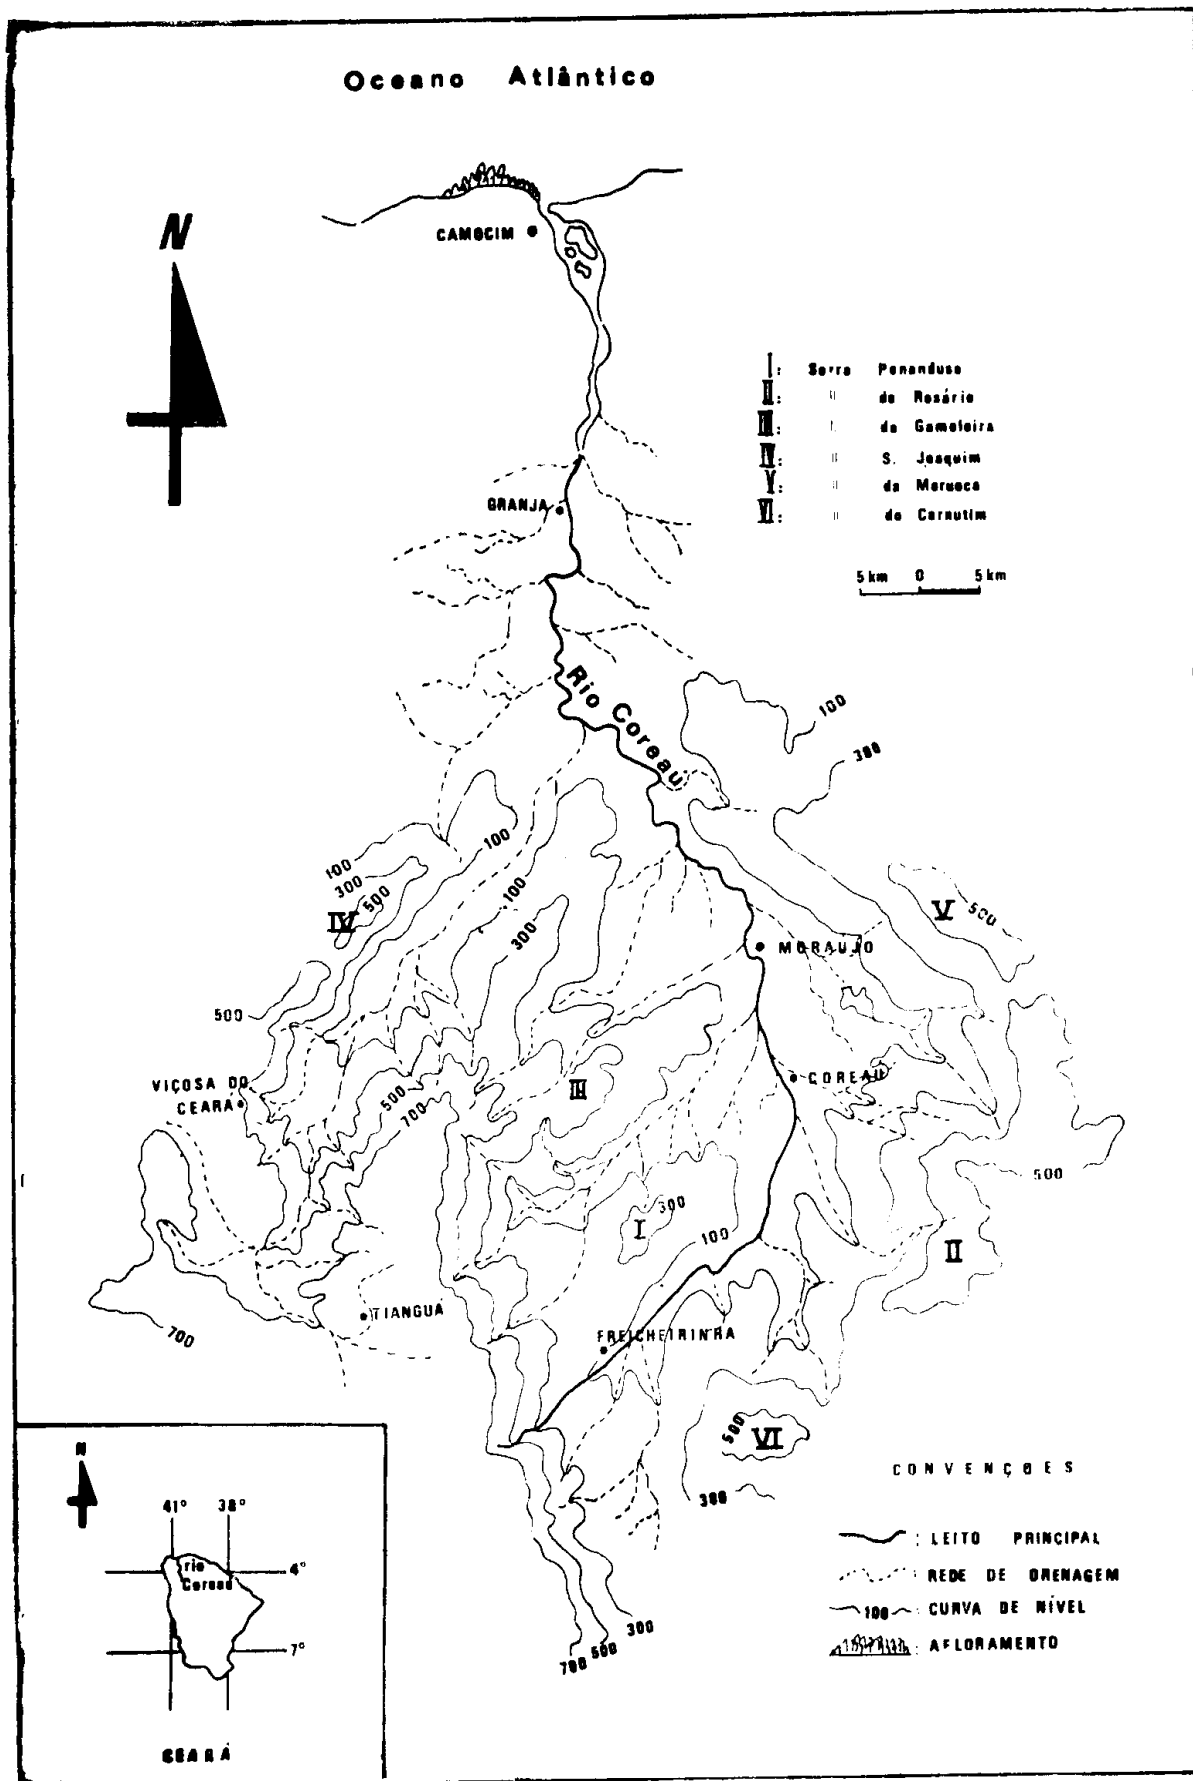 Oceano Atlântico
N
CAMOCIM
I: Serra Penanduso
II: " do Rosário
III: " da Gameleira
IV: " S. Joaquim
V: " da Meruoca
VI: " do Carnutim
GRANJA
5 km 0 5 km
Rio Coreaú
100
300
100
100
300
500
IV
100
300
V
500
MORAUJO
500
VIÇOSA DO
CEARÁ
500
700
III
COREAU
500
I
300
100
II
700
TIANGUA
FREICHEIRINHA
500
VI
300
CONVENÇÕES
: LEITO PRINCIPAL
: REDE DE DRENAGEM
100 : CURVA DE NÍVEL
: AFLORAMENTO
300
500
700
N
41° 38°
4°
rio
Coreaú
7°
CEARÁ